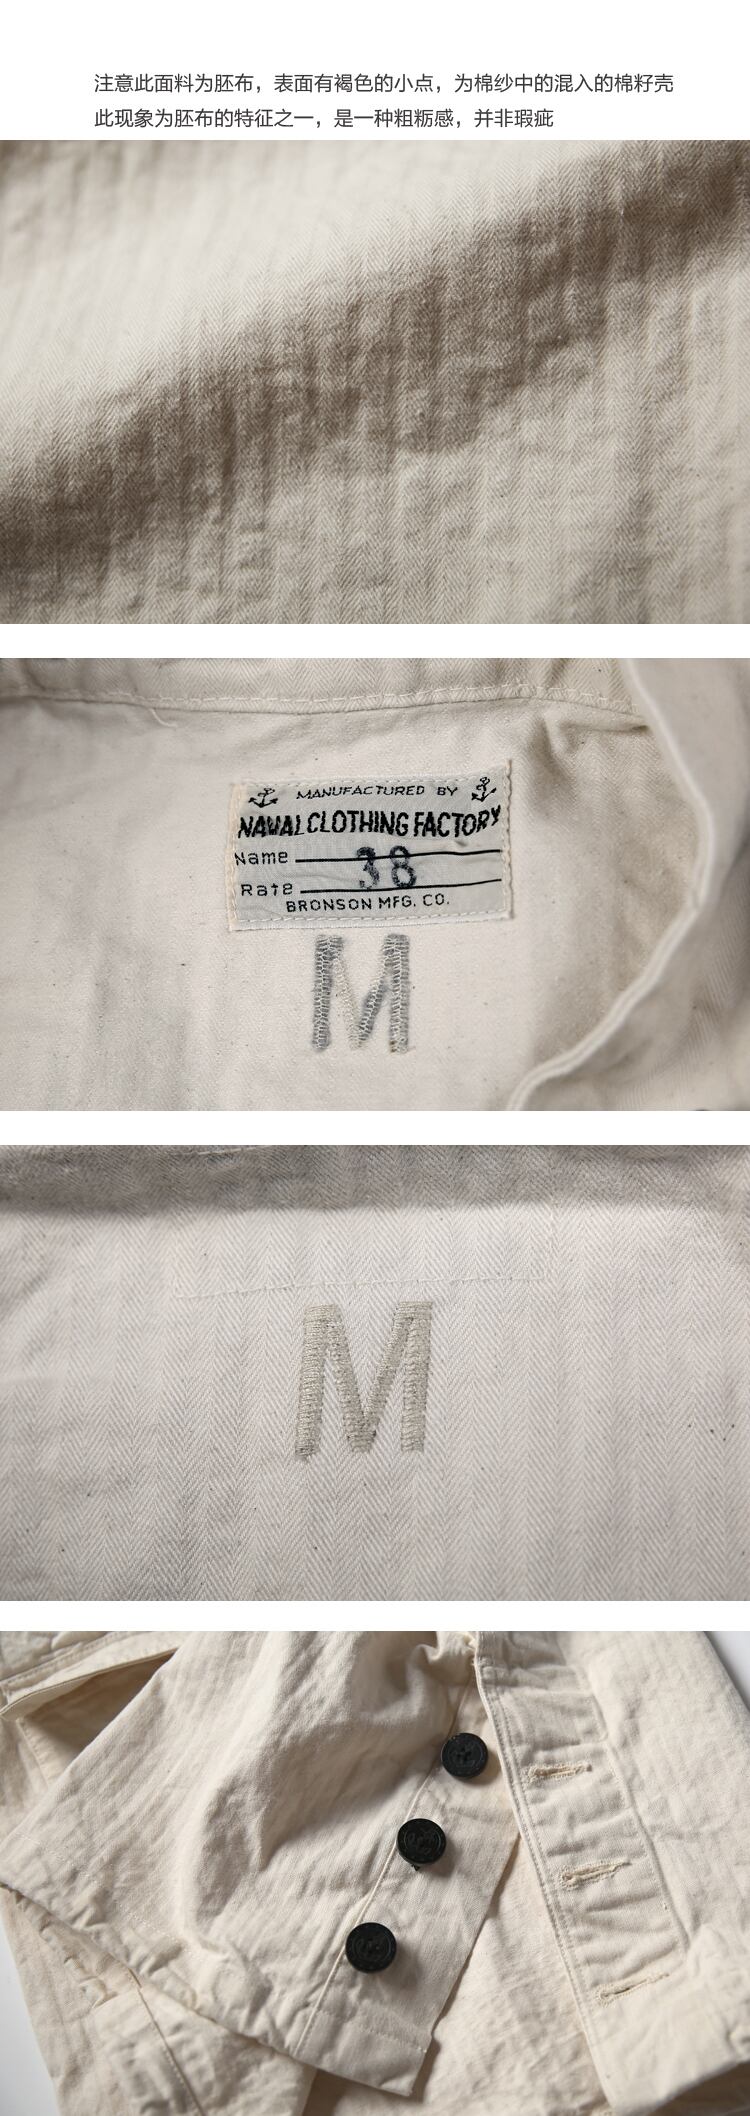 注意此面料为胚布，表面有褐色的小点，为棉纱中的混入的棉籽壳
此现象为胚布的特征之一，是一种粗粝感，并非瑕疵
MANUFACTURED BY
NAVAL CLOTHING FACTORY
Name
38
Rate
BRONSON MFG. CO.
M
M